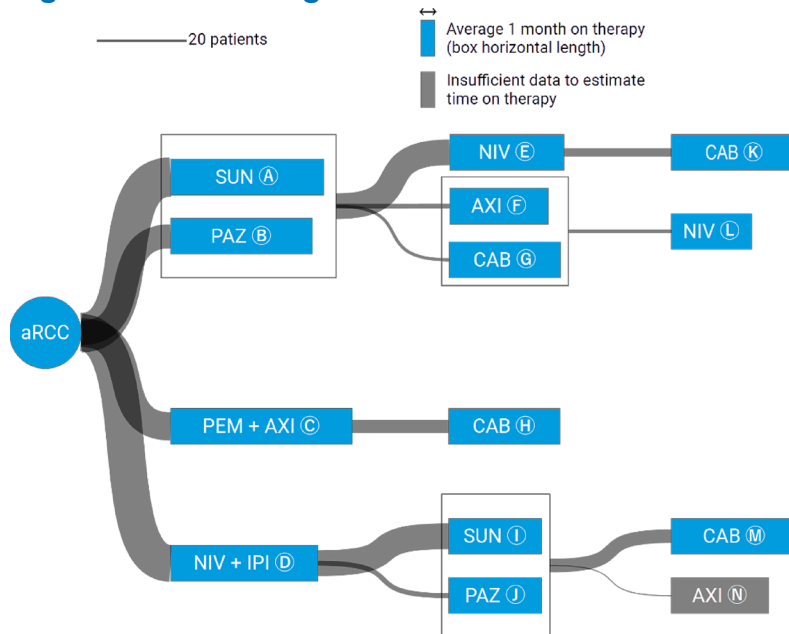 20 patients
Average 1 month on therapy
(box horizontal length)
Insufficient data to estimate
time on therapy
SUN Ⓐ
PAZ Ⓑ
NIV Ⓔ
AXI Ⓕ
CAB Ⓖ
CAB Ⓚ
NIV Ⓛ
aRCC
PEM + AXI Ⓒ
CAB Ⓗ
NIV + IPI Ⓓ
SUN Ⓘ
PAZ Ⓙ
CAB Ⓜ
AXI Ⓝ